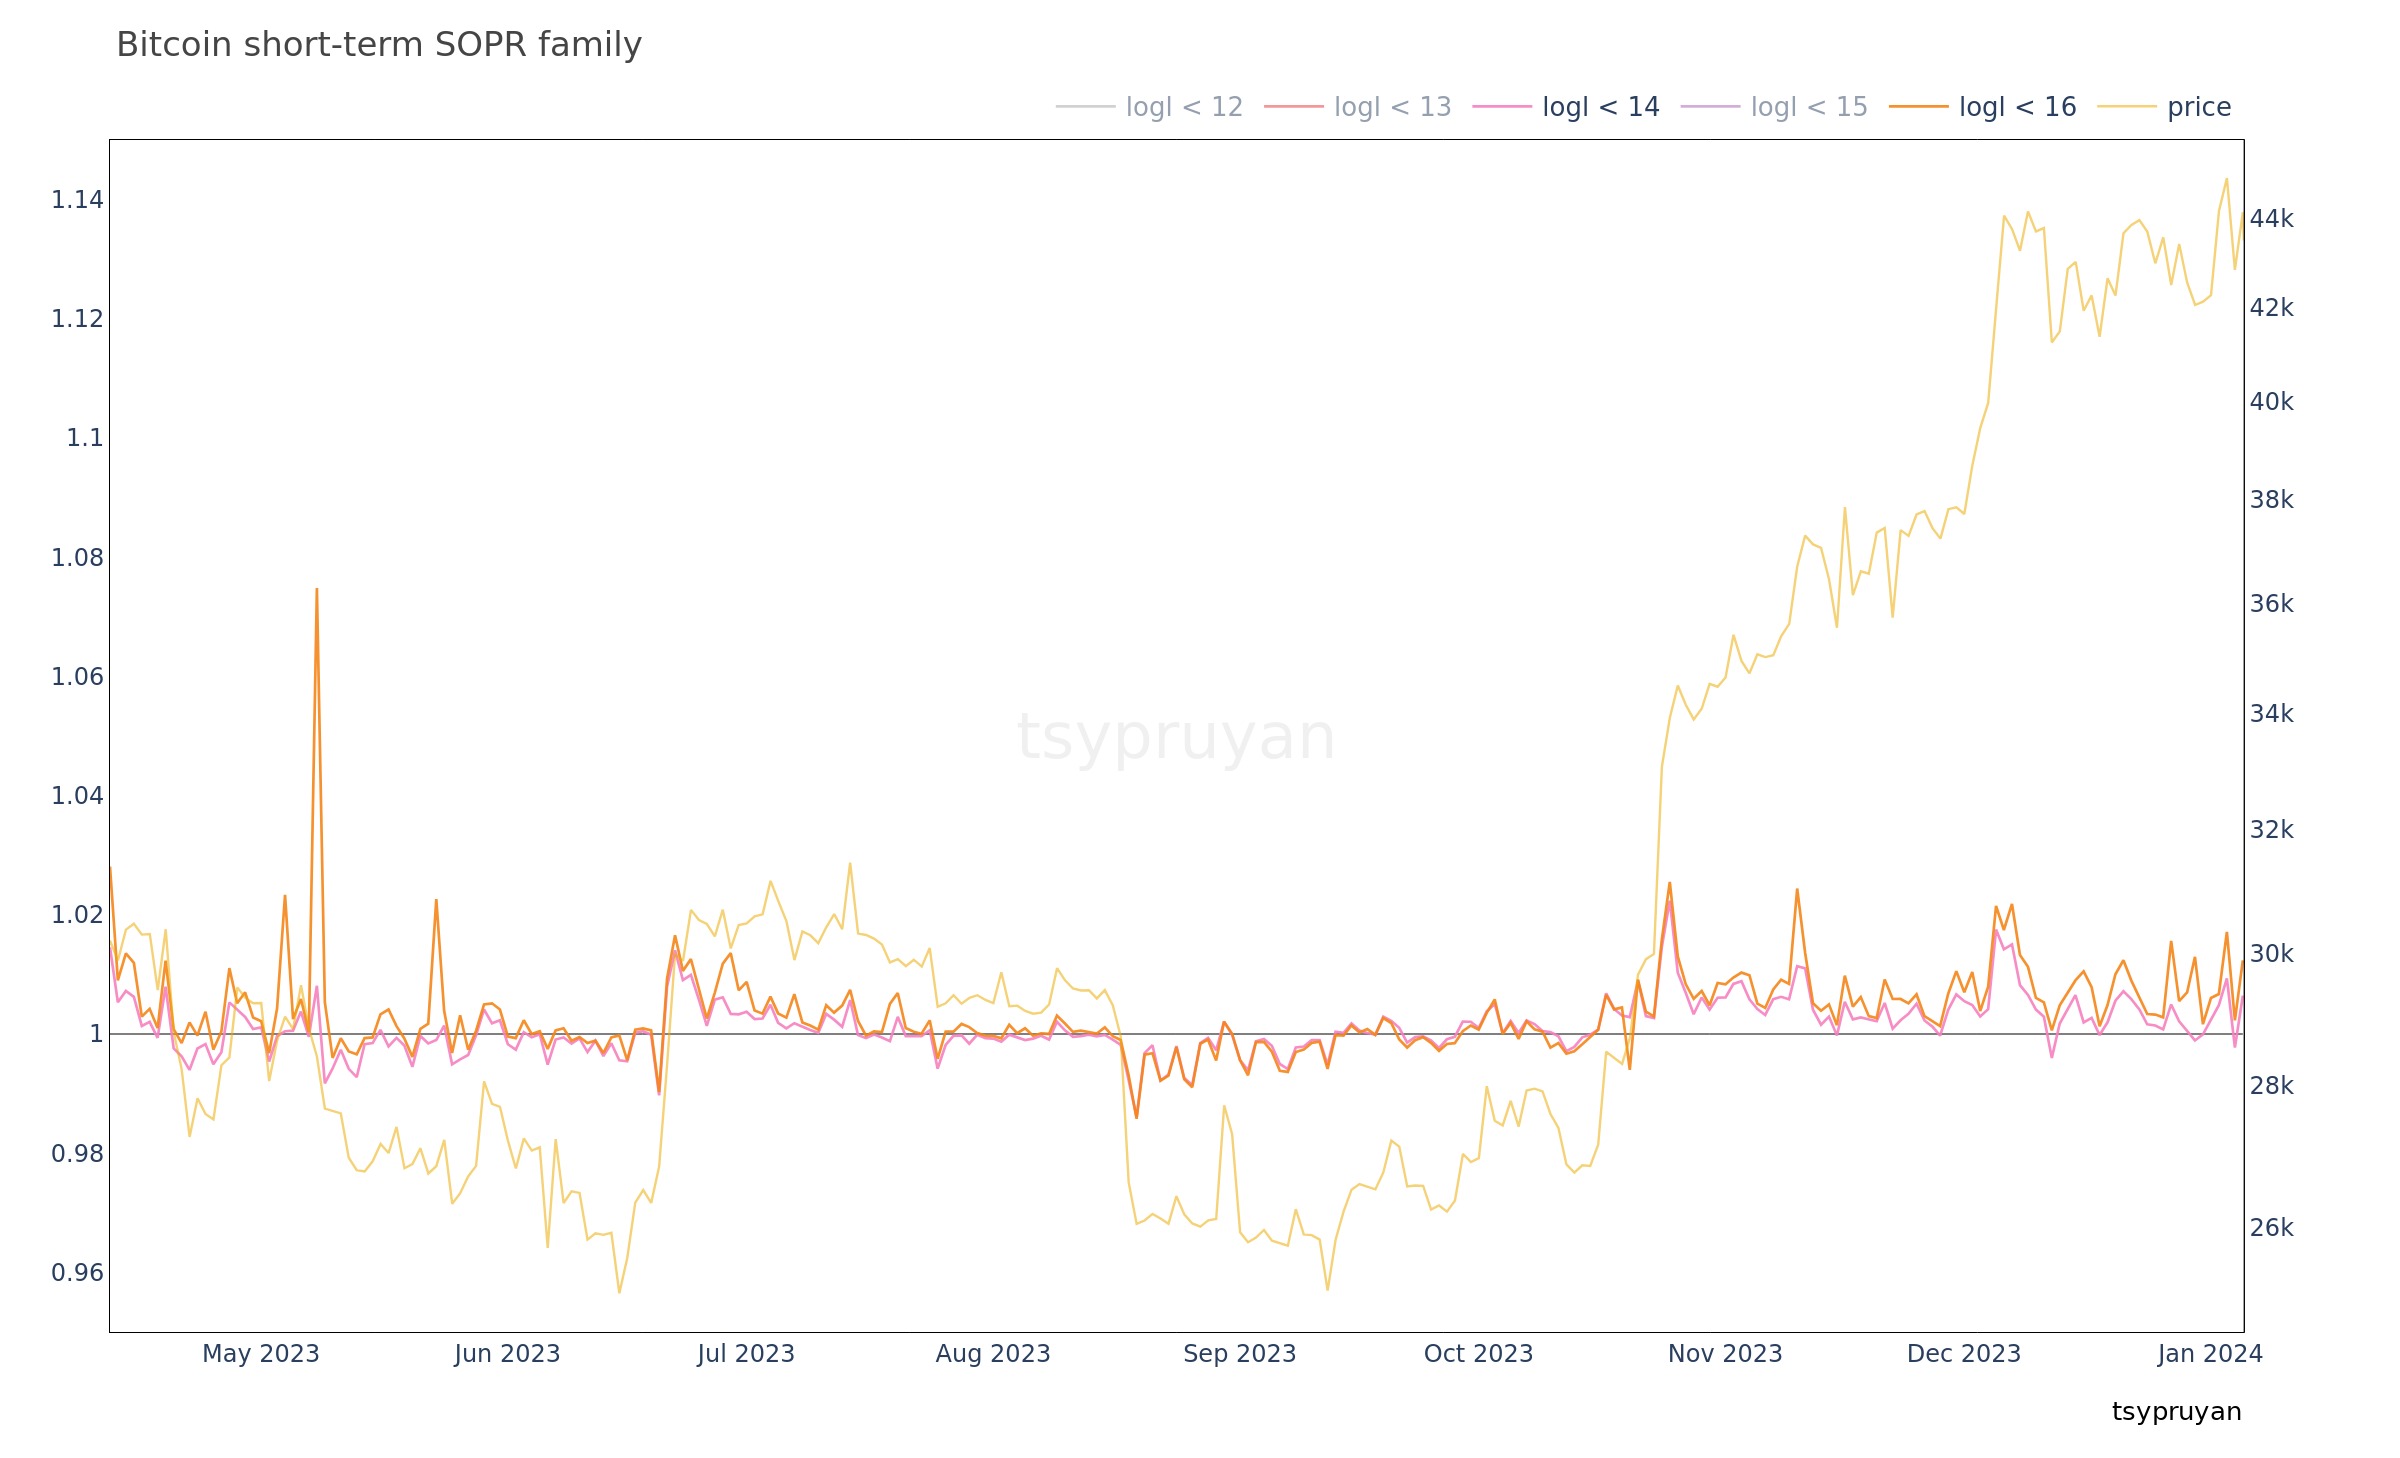 Bitcoin short-term SOPR family
logl < 12 logl < 13 logl < 14 logl < 15 logl < 16 price
1.14
1.12
1.1
1.08
1.06
1.04
1.02
1
0.98
0.96
44k
42k
40k
38k
36k
34k
32k
30k
28k
26k
tsypruyan
May 2023 Jun 2023 Jul 2023 Aug 2023 Sep 2023 Oct 2023 Nov 2023 Dec 2023 Jan 2024
tsypruyan